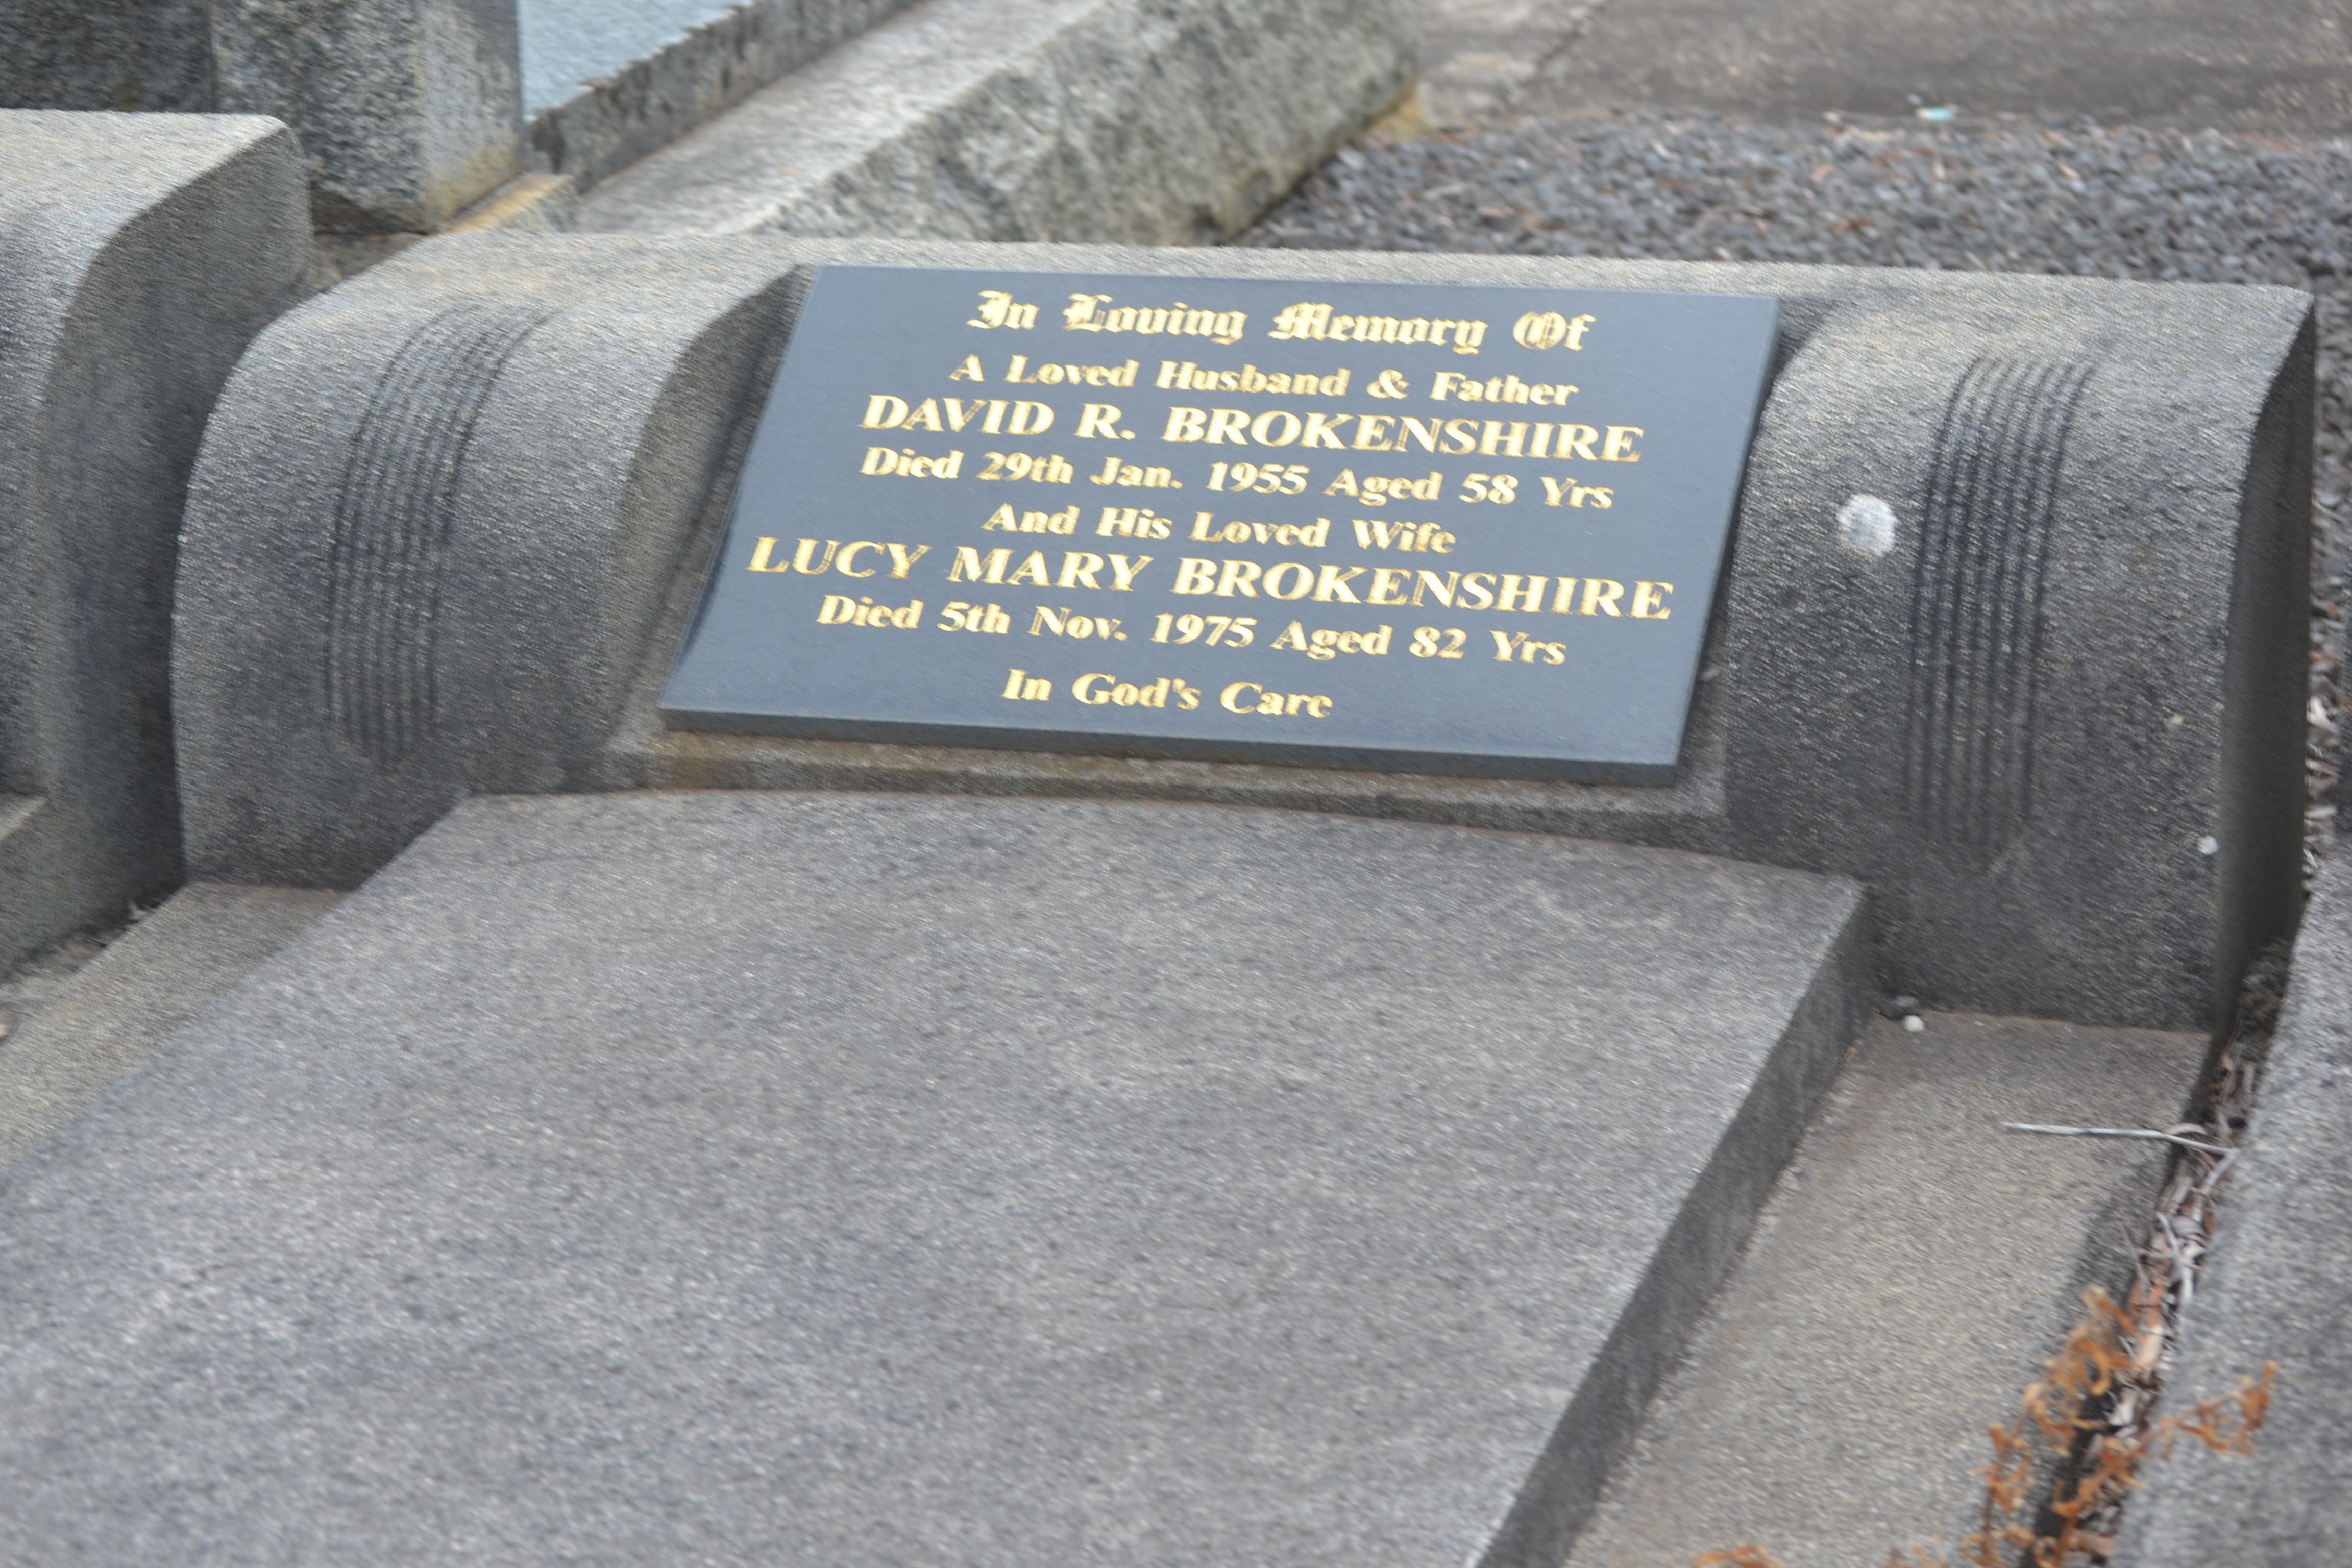 In Loving Memory Of
A Loved Husband & Father
DAVID R. BROKENSHIRE
Died 29th Jan. 1955 Aged 58 Yrs
And His Loved Wife
LUCY MARY BROKENSHIRE
Died 5th Nov. 1975 Aged 82 Yrs
In God's Care